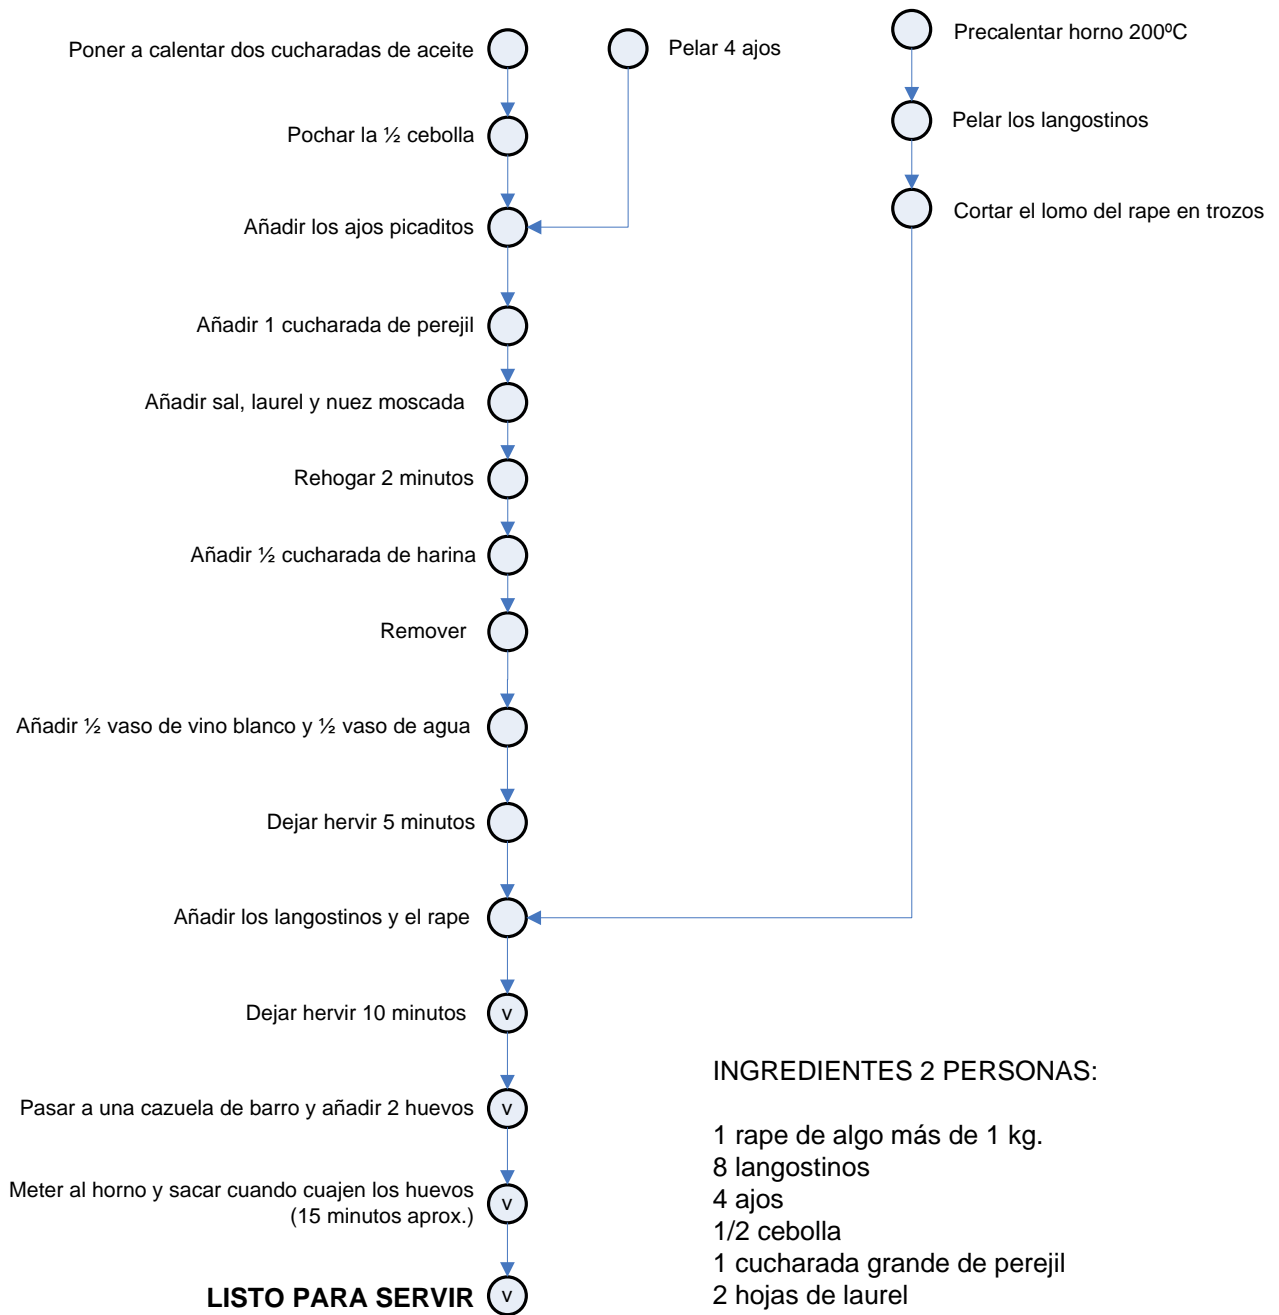 Poner a calentar dos cucharadas de aceite
Pelar 4 ajos
Precalentar horno 200ºC
Pochar la ½ cebolla
Pelar los langostinos
Añadir los ajos picaditos
Cortar el lomo del rape en trozos
Añadir 1 cucharada de perejil
Añadir sal, laurel y nuez moscada
Rehogar 2 minutos
Añadir ½ cucharada de harina
Remover
Añadir ½ vaso de vino blanco y ½ vaso de agua
Dejar hervir 5 minutos
Añadir los langostinos y el rape
Dejar hervir 10 minutos
v
Pasar a una cazuela de barro y añadir 2 huevos
v
Meter al horno y sacar cuando cuajen los huevos
(15 minutos aprox.)
v
LISTO PARA SERVIR
v
INGREDIENTES 2 PERSONAS:
1 rape de algo más de 1 kg.
8 langostinos
4 ajos
1/2 cebolla
1 cucharada grande de perejil
2 hojas de laurel